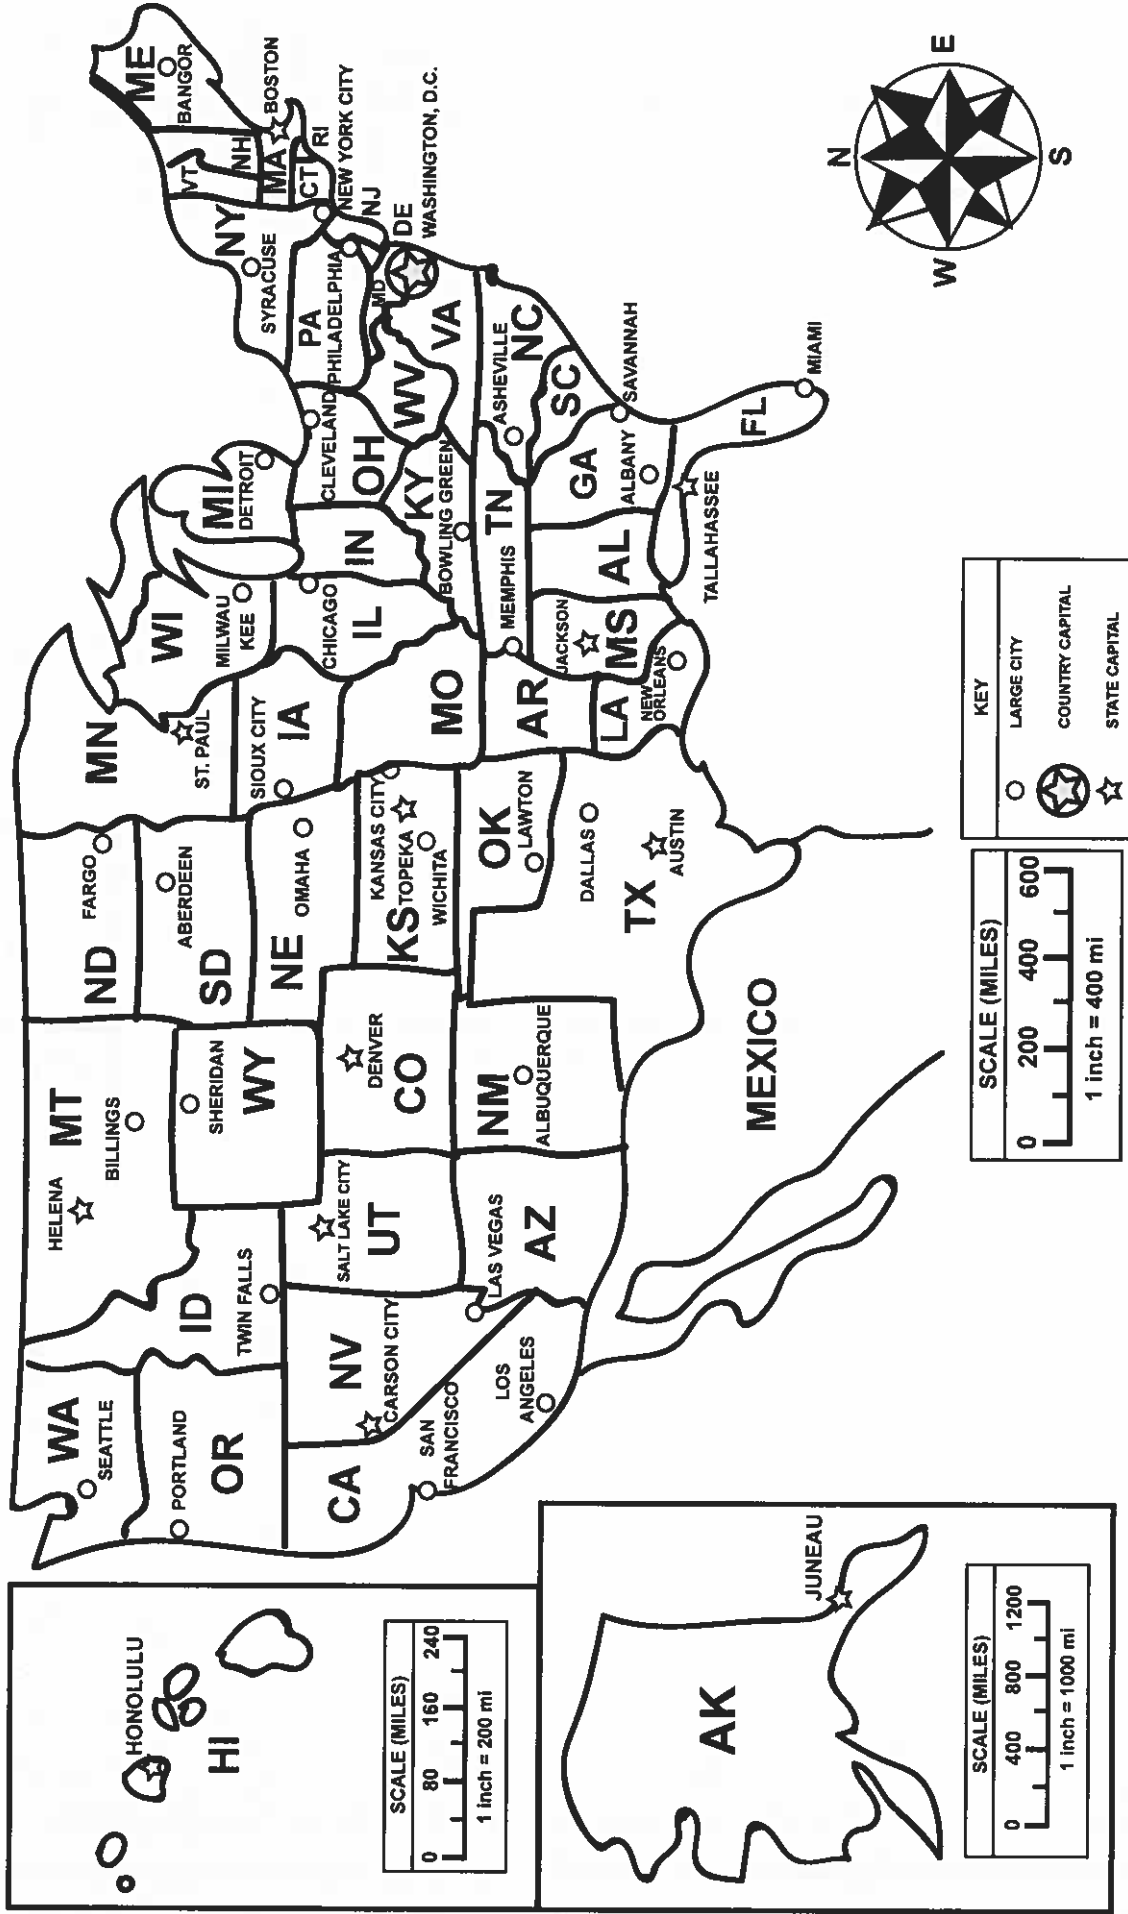 WA
SEATTLE
PORTLAND
OR
CA
SAN
FRANCISCO
LOS
ANGELES
NV
CARSON CITY
LAS VEGAS
ID
TWIN FALLS
HELENA
MT
BILLINGS
SHERIDAN
WY
SALT LAKE CITY
UT
AZ
DENVER
CO
NM
ALBUQUERQUE
FARGO
ND
ABERDEEN
SD
NE
OMAHA
KANSAS CITY
TOPEKA
KS
WICHITA
OK
LAWTON
DALLAS
TX
AUSTIN
MEXICO
MN
ST. PAUL
SIOUX CITY
IA
MO
AR
LA
NEW
ORLEANS
WI
MILWAU
KEE
CHICAGO
IL
MEMPHIS
JACKSON
MS
MI
DETROIT
IN
CLEVELAND
OH
KY
BOWLING GREEN
TN
AL
GA
ALBANY
TALLAHASSEE
FL
MIAMI
SAVANNAH
SC
NC
ASHEVILLE
VA
WV
MD
PA
PHILADELPHIA
NY
SYRACUSE
VT
NH
ME
BANGOR
BOSTON
MA
CT
RI
NEW YORK CITY
NJ
DE
WASHINGTON, D.C.
HONOLULU
HI
SCALE (MILES)
0 80 160 240
1 inch = 200 mi
JUNEAU
AK
SCALE (MILES)
0 400 800 1200
1 inch = 1000 mi
SCALE (MILES)
0 200 400 600
1 inch = 400 mi
KEY
LARGE CITY
COUNTRY CAPITAL
STATE CAPITAL
N
W
E
S